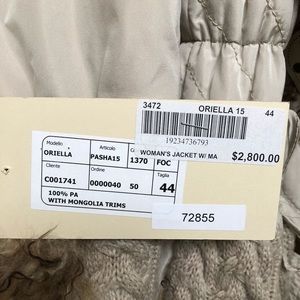 3472 ORIELLA 15 44
19234736793
WOMAN'S JACKET W/ MA
$2,800.00
Modello Articolo
ORIELLA PASHA15 1370 FOC
Cliente Ordine Taglia
C001741 0000040 50 44
100% PA
WITH MONGOLIA TRIMS
72855